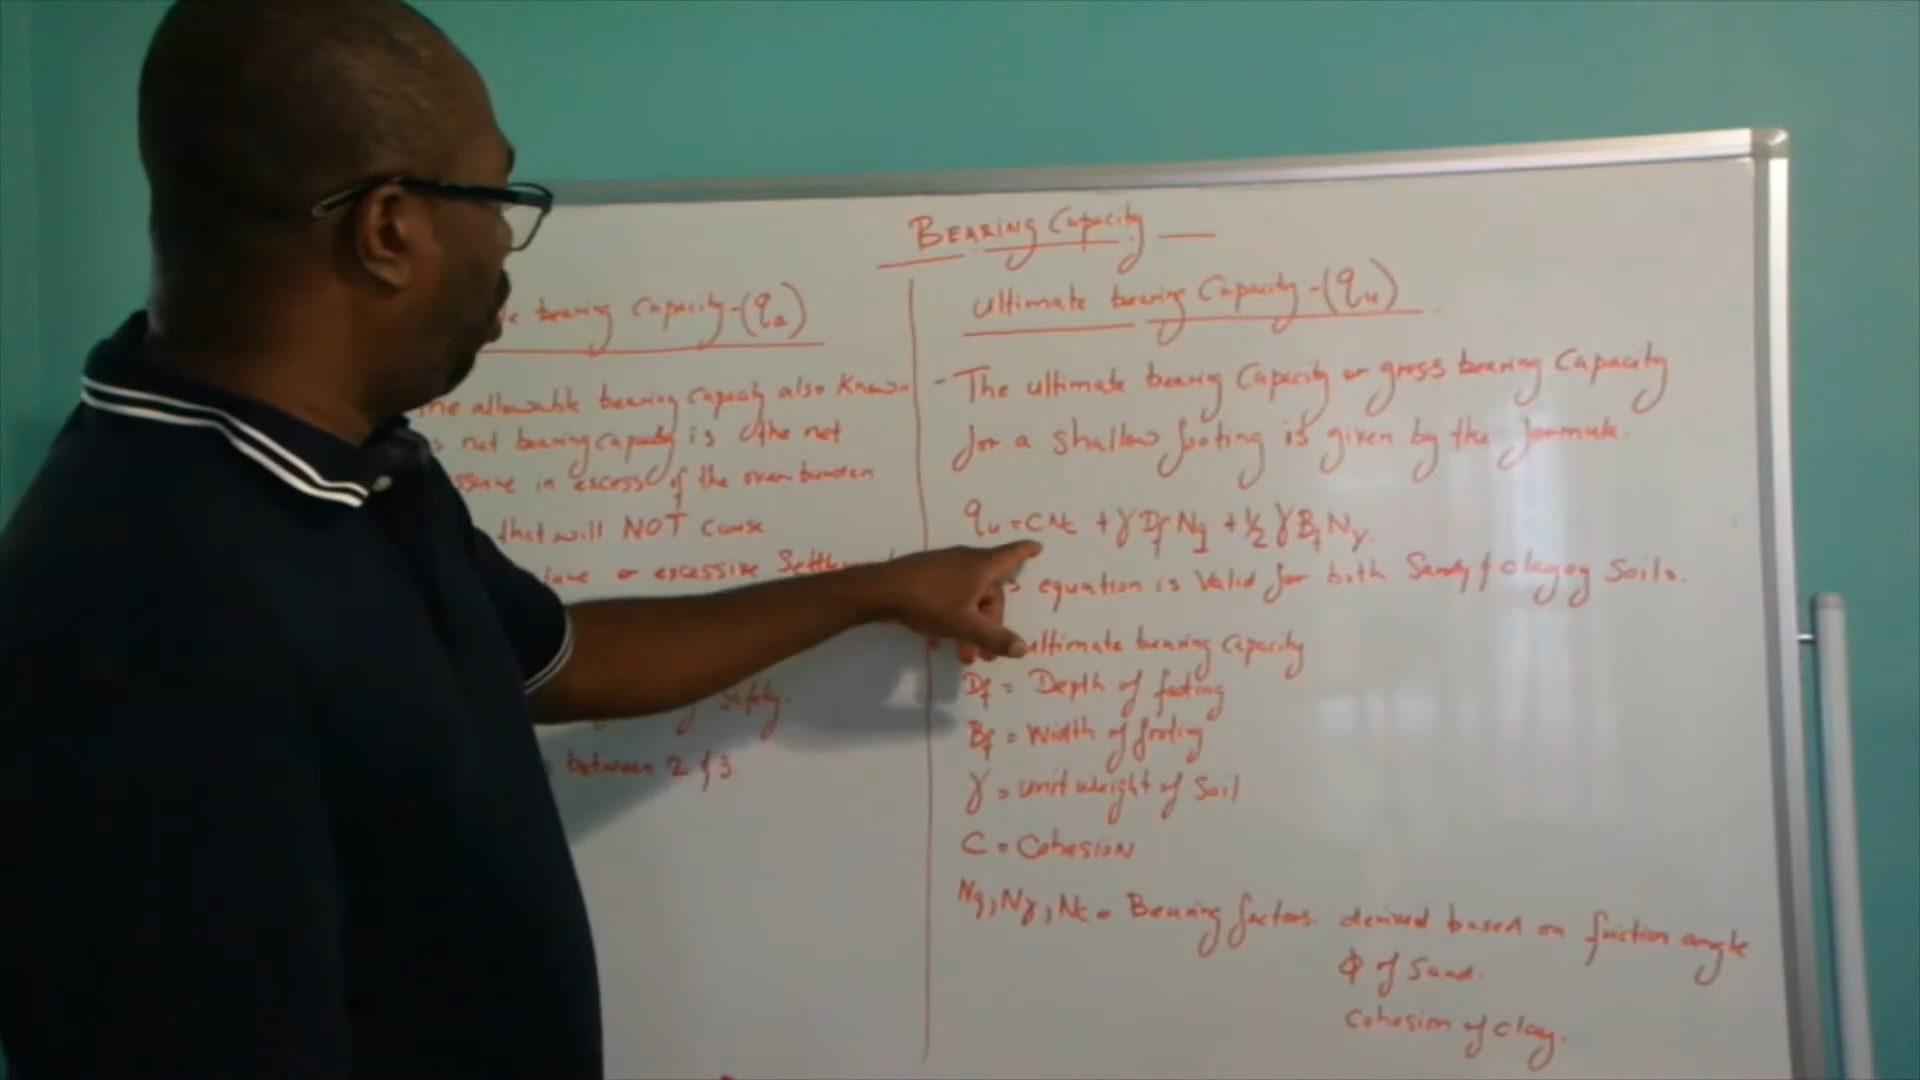 BEARING Capacity
bearing Capacity-(qa)
allowable bearing capacity also known
net bearing capacity is the net
in excess of the overburden
that will NOT cause
or excessive
Safety.
between 2 & 3
Ultimate bearing Capacity-(qu)
- The ultimate bearing Capacity or gross bearing Capacity
for a shallow footing is given by the formula.
qu = CNc + γ Df Nq + 1/2 γ Bf Nγ.
equation is Valid for both Sandy & clayey Soils.
ultimate bearing capacity
Df = Depth of footing
Bf = Width of footing
γ = unit weight of Soil
C = Cohesion
Nq, Nγ, Nc = Bearing factors. derived based on friction angle
φ of Sand.
Cohesion of clay.